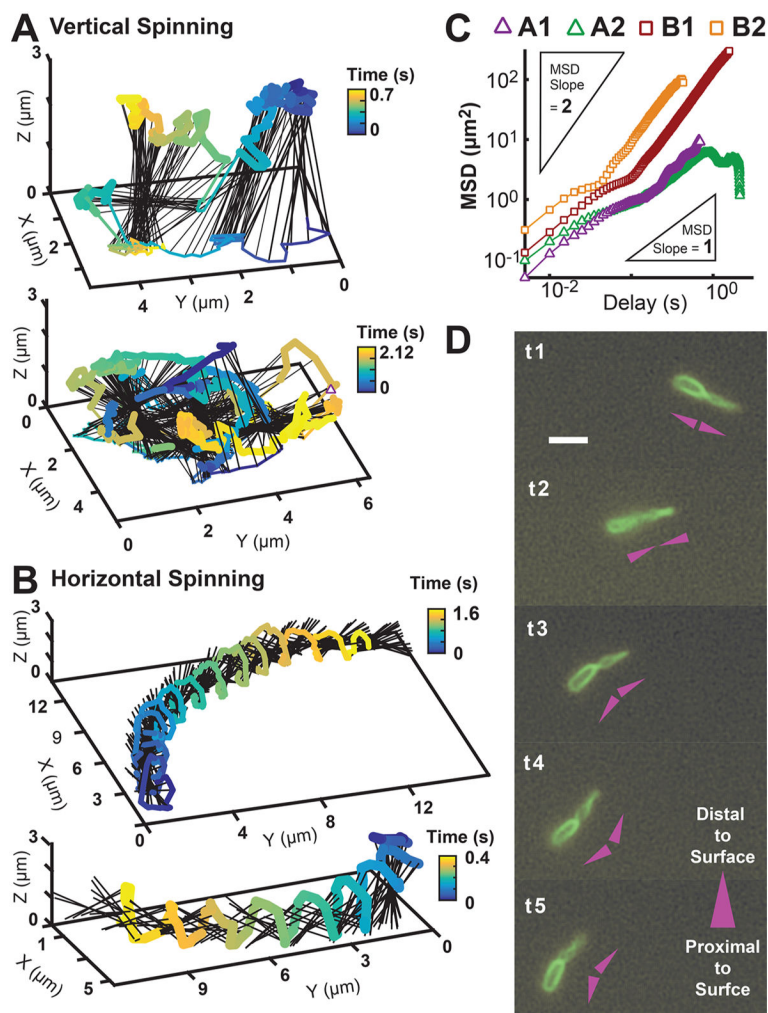 A Vertical Spinning
3
Z (µm)
0
X (µm)
2
4
2
0
Y (µm)
Time (s)
0.7
0
3
Z (µm)
0
2
X (µm)
4
0
2
4
6
Y (µm)
Time (s)
2.12
0
B Horizontal Spinning
3
Z (µm)
0
12
9
6
3
X (µm)
0
4
8
12
Y (µm)
Time (s)
1.6
0
3
Z (µm)
0
1
X (µm)
5
9
6
3
0
Y (µm)
Time (s)
0.4
0
C A1 A2 B1 B2
MSD (µm²)
10²
10¹
10⁰
10⁻¹
10⁻²
10⁰
Delay (s)
MSD
Slope
= 2
MSD
Slope = 1
D
t1
t2
t3
t4
t5
Distal
to
Surface
Proximal
to
Surfce